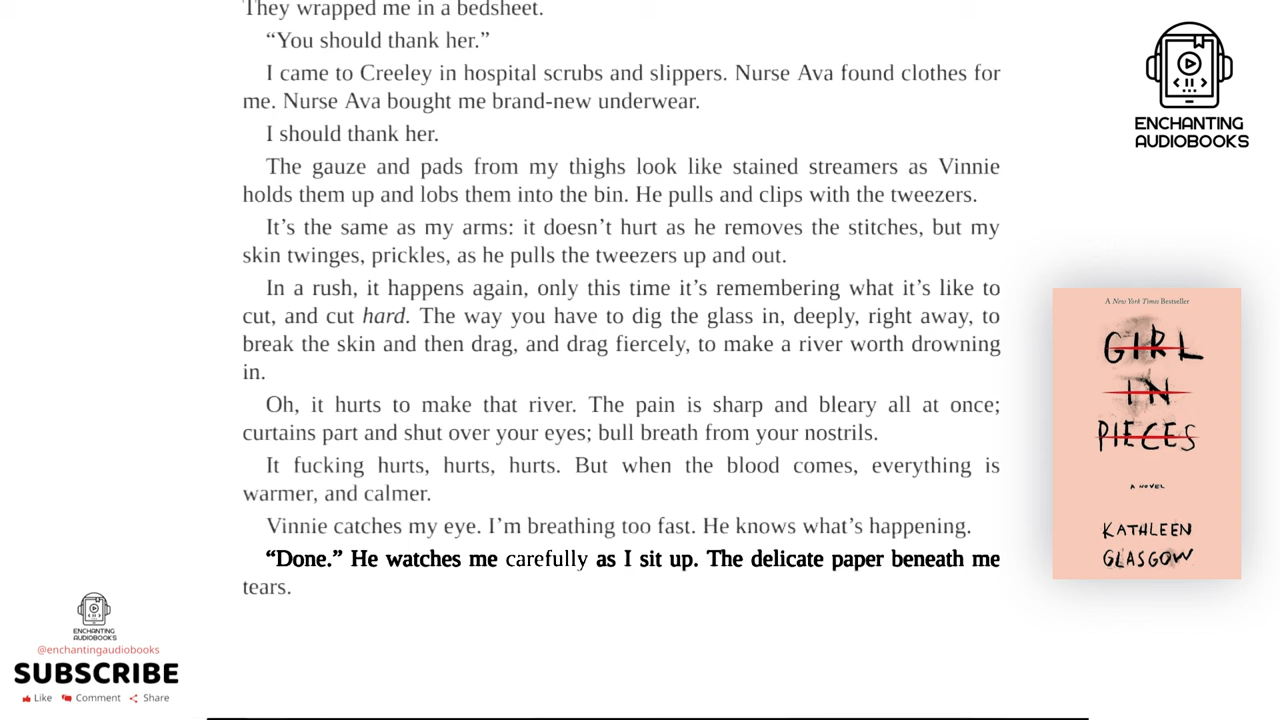 They wrapped me in a bedsheet.
“You should thank her.”
I came to Creeley in hospital scrubs and slippers. Nurse Ava found clothes for
me. Nurse Ava bought me brand-new underwear.
I should thank her.
The gauze and pads from my thighs look like stained streamers as Vinnie
holds them up and lobs them into the bin. He pulls and clips with the tweezers.
It’s the same as my arms: it doesn’t hurt as he removes the stitches, but my
skin twinges, prickles, as he pulls the tweezers up and out.
In a rush, it happens again, only this time it’s remembering what it’s like to
cut, and cut hard. The way you have to dig the glass in, deeply, right away, to
break the skin and then drag, and drag fiercely, to make a river worth drowning
in.
Oh, it hurts to make that river. The pain is sharp and bleary all at once;
curtains part and shut over your eyes; bull breath from your nostrils.
It fucking hurts, hurts, hurts. But when the blood comes, everything is
warmer, and calmer.
Vinnie catches my eye. I’m breathing too fast. He knows what’s happening.
“Done.” He watches me carefully as I sit up. The delicate paper beneath me
tears.
ENCHANTING
AUDIOBOOKS
A New York Times Bestseller
GIRL
IN
PIECES
A NOVEL
KATHLEEN
GLASGOW
ENCHANTING
AUDIOBOOKS
@enchantingaudiobooks
SUBSCRIBE
Like Comment Share